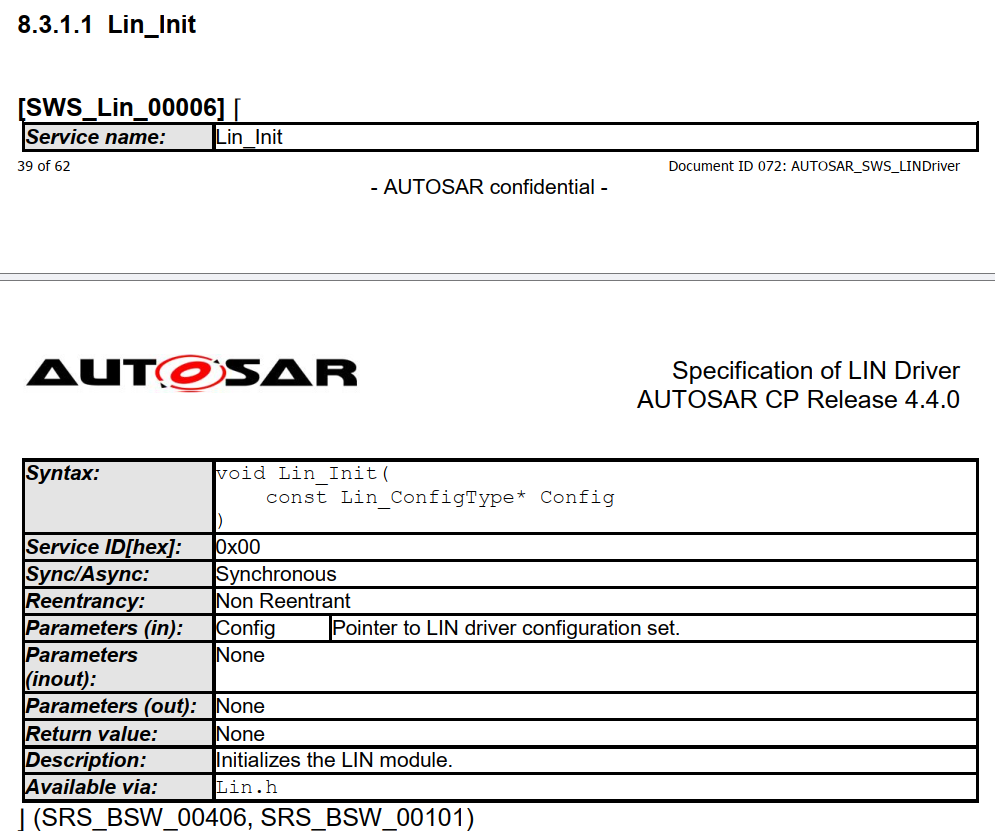 8.3.1.1 Lin_Init
[SWS_Lin_00006] ⌈
Service name: Lin_Init
39 of 62 Document ID 072: AUTOSAR_SWS_LINDriver
- AUTOSAR confidential -
AUTOSAR
Specification of LIN Driver
AUTOSAR CP Release 4.4.0
Syntax: void Lin_Init(
const Lin_ConfigType* Config
)
Service ID[hex]: 0x00
Sync/Async: Synchronous
Reentrancy: Non Reentrant
Parameters (in): Config Pointer to LIN driver configuration set.
Parameters None
(inout):
Parameters (out): None
Return value: None
Description: Initializes the LIN module.
Available via: Lin.h
⌋ (SRS_BSW_00406, SRS_BSW_00101)